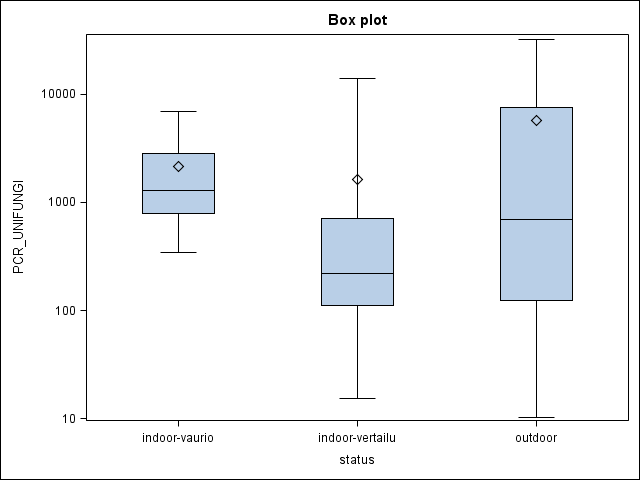 Box plot
PCR_UNIFUNGI
10000
1000
100
10
indoor-vaurio
indoor-vertailu
outdoor
status